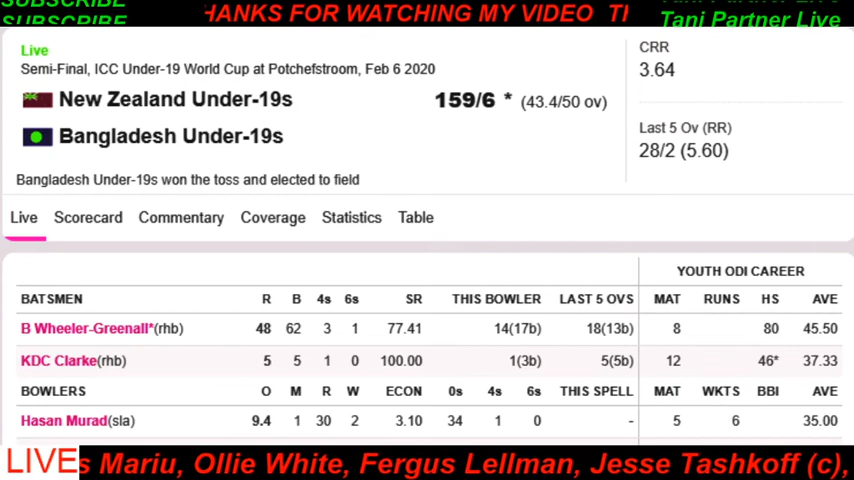 SUBSCRIBE
SUBSCRIBE
HANKS FOR WATCHING MY VIDEO
Tani Partner Live
Live
Semi-Final, ICC Under-19 World Cup at Potchefstroom, Feb 6 2020
New Zealand Under-19s 159/6 * (43.4/50 ov)
Bangladesh Under-19s
Bangladesh Under-19s won the toss and elected to field
CRR
3.64
Last 5 Ov (RR)
28/2 (5.60)
Live Scorecard Commentary Coverage Statistics Table
YOUTH ODI CAREER
BATSMEN R B 4s 6s SR THIS BOWLER LAST 5 OVS MAT RUNS HS AVE
B Wheeler-Greenall*(rhb) 48 62 3 1 77.41 14(17b) 18(13b) 8 80 45.50
KDC Clarke(rhb) 5 5 1 0 100.00 1(3b) 5(5b) 12 46* 37.33
BOWLERS O M R W ECON 0s 4s 6s THIS SPELL MAT WKTS BBI AVE
Hasan Murad(sla) 9.4 1 30 2 3.10 34 1 0 - 5 6 35.00
LIVE s Mariu, Ollie White, Fergus Lellman, Jesse Tashkoff (c),